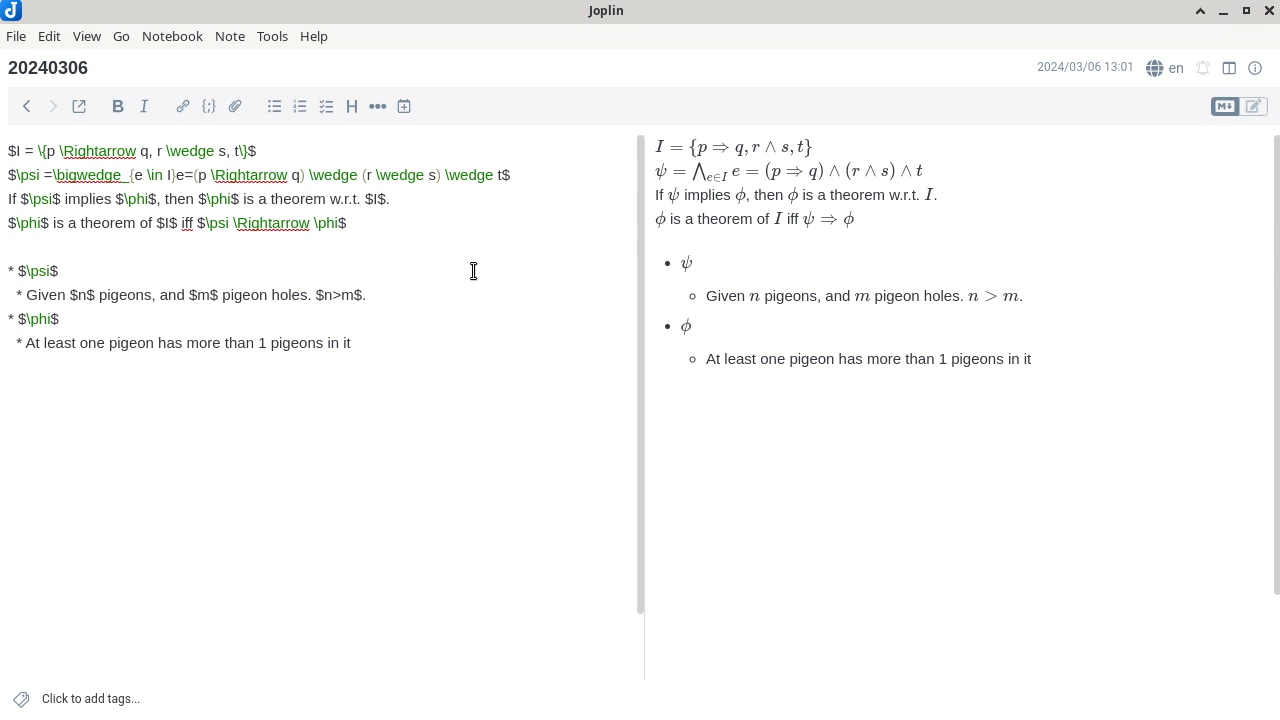 Joplin
File Edit View Go Notebook Note Tools Help
20240306
2024/03/06 13:01 en
B I H M↓
$I = \{p \Rightarrow q, r \wedge s, t\}$
$\psi =\bigwedge_{e \in I}e=(p \Rightarrow q) \wedge (r \wedge s) \wedge t$
If $\psi$ implies $\phi$, then $\phi$ is a theorem w.r.t. $I$.
$\phi$ is a theorem of $I$ iff $\psi \Rightarrow \phi$
* $\psi$
* Given $n$ pigeons, and $m$ pigeon holes. $n>m$.
* $\phi$
* At least one pigeon has more than 1 pigeons in it
I = {p ⇒ q, r ∧ s, t}
ψ = ⋀e∈I e = (p ⇒ q) ∧ (r ∧ s) ∧ t
If ψ implies ϕ, then ϕ is a theorem w.r.t. I.
ϕ is a theorem of I iff ψ ⇒ ϕ
• ψ
◦ Given n pigeons, and m pigeon holes. n > m.
• ϕ
◦ At least one pigeon has more than 1 pigeons in it
Click to add tags...